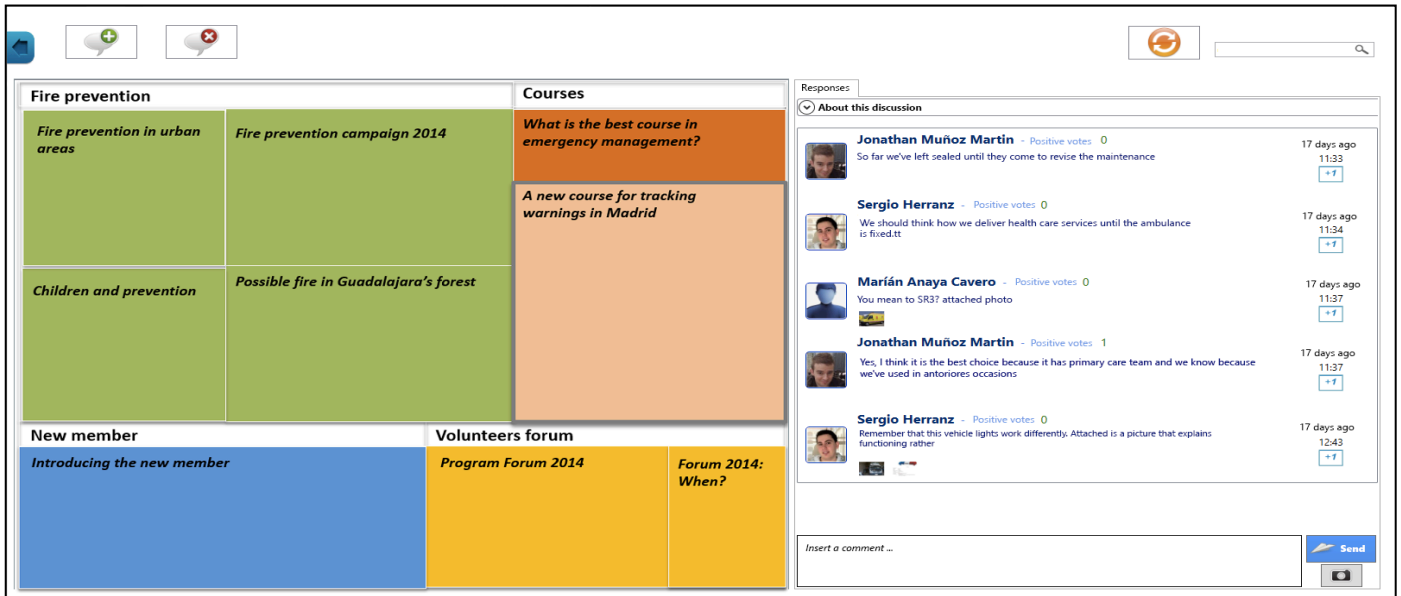 Fire prevention
Courses
Fire prevention in urban
areas
Fire prevention campaign 2014
What is the best course in
emergency management?
A new course for tracking
warnings in Madrid
Children and prevention
Possible fire in Guadalajara's forest
New member
Volunteers forum
Introducing the new member
Program Forum 2014
Forum 2014:
When?
Responses
About this discussion
Jonathan Muñoz Martin - Positive votes 0
So far we've left sealed until they come to revise the maintenance
17 days ago
11:33
+1
Sergio Herranz - Positive votes 0
We should think how we deliver health care services until the ambulance
is fixed.tt
17 days ago
11:34
+1
Maríán Anaya Cavero - Positive votes 0
You mean to SR3? attached photo
17 days ago
11:37
+1
Jonathan Muñoz Martin - Positive votes 1
Yes, I think it is the best choice because it has primary care team and we know because
we've used in antoriores occasions
17 days ago
11:37
+1
Sergio Herranz - Positive votes 0
Remember that this vehicle lights work differently. Attached is a picture that explains
functioning rather
17 days ago
12:43
+1
Insert a comment ...
Send